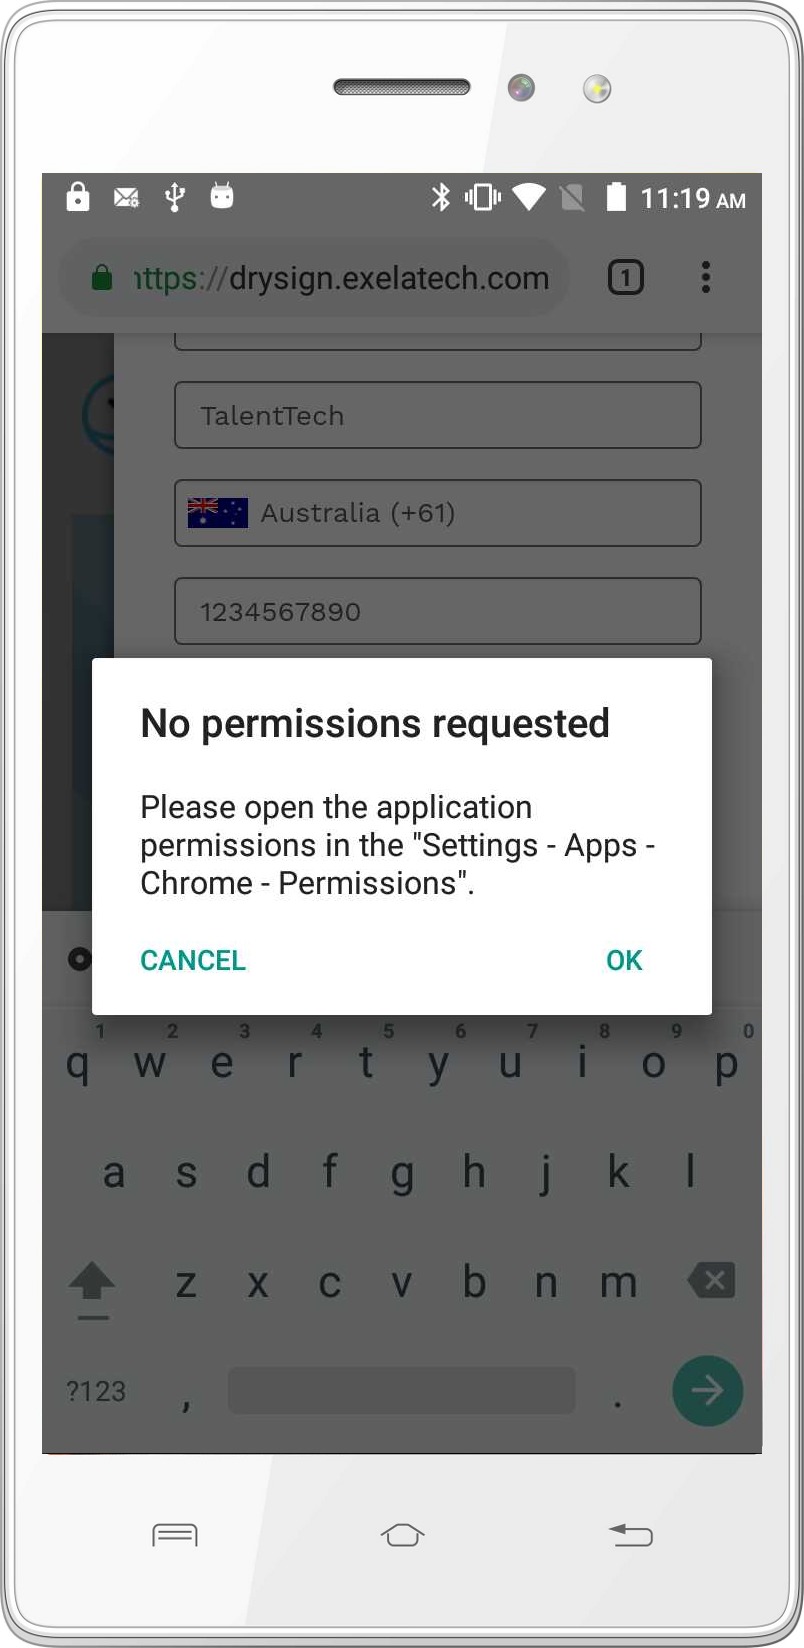 11:19 AM
https://drysign.exelatech.com
1
TalentTech
Australia (+61)
1234567890
No permissions requested
Please open the application
permissions in the "Settings - Apps -
Chrome - Permissions".
CANCEL OK
1 2 3 4 5 6 7 8 9 0
q w e r t y u i o p
a s d f g h j k l
z x c v b n m
?123 , .